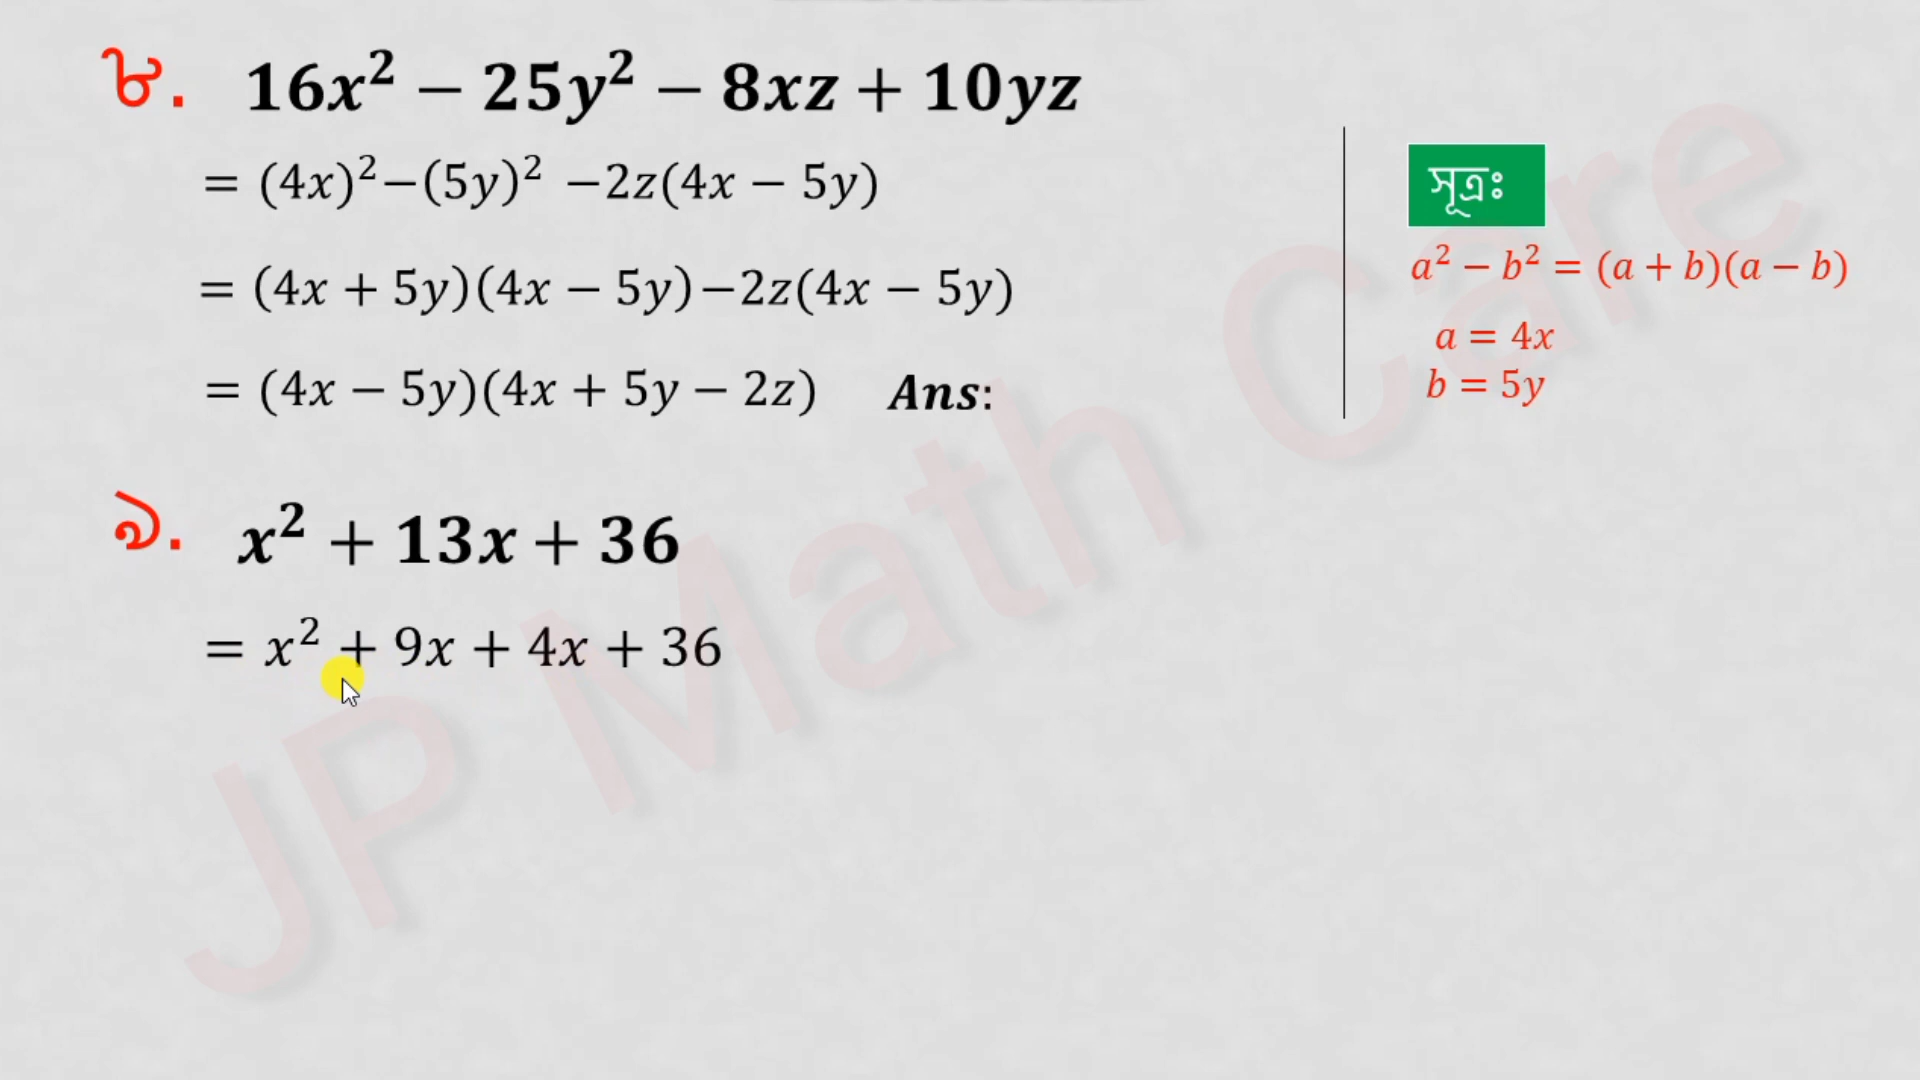 ৮. 16x² − 25y² − 8xz + 10yz
= (4x)²−(5y)² −2z(4x − 5y)
= (4x + 5y)(4x − 5y)−2z(4x − 5y)
= (4x − 5y)(4x + 5y − 2z) Ans:
সূত্রঃ
a² − b² = (a + b)(a − b)
a = 4x
b = 5y
৯. x² + 13x + 36
= x² + 9x + 4x + 36
JP Math Care